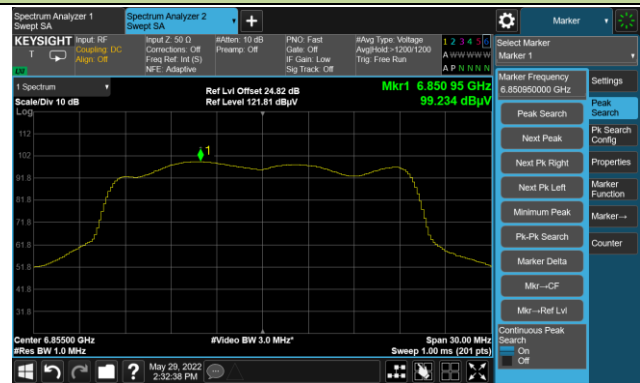 Spectrum Analyzer 1
Swept SA
Spectrum Analyzer 2
Swept SA
Marker
KEYSIGHT
T
LW
Input: RF
Coupling: DC
Align: Off
Input Z: 50 Ω
Corrections: Off
Freq Ref: Int (S)
NFE: Adaptive
#Atten: 10 dB
Preamp: Off
PNO: Fast
Gate: Off
IF Gain: Low
Sig Track: Off
#Avg Type: Voltage
Avg|Hold:>1200/1200
Trig: Free Run
1 2 3 4 5 6
A W W W W W
A P N N N N
Select Marker
Marker 1
1 Spectrum
Scale/Div 10 dB
Log
Ref Lvl Offset 24.82 dB
Ref Level 121.81 dBµV
Mkr1 6.850 95 GHz
99.234 dBµV
112
102
91.8
81.8
71.8
61.8
51.8
41.8
31.8
1
Center 6.85500 GHz
#Res BW 1.0 MHz
#Video BW 3.0 MHz*
Span 30.00 MHz
Sweep 1.00 ms (201 pts)
Marker Frequency
6.850950000 GHz
Peak Search
Next Peak
Next Pk Right
Next Pk Left
Minimum Peak
Pk-Pk Search
Marker Delta
Mkr→CF
Mkr→Ref Lvl
Continuous Peak
Search
On
Off
Settings
Peak
Search
Pk Search
Config
Properties
Marker
Function
Marker→
Counter
?
May 29, 2022
2:32:38 PM